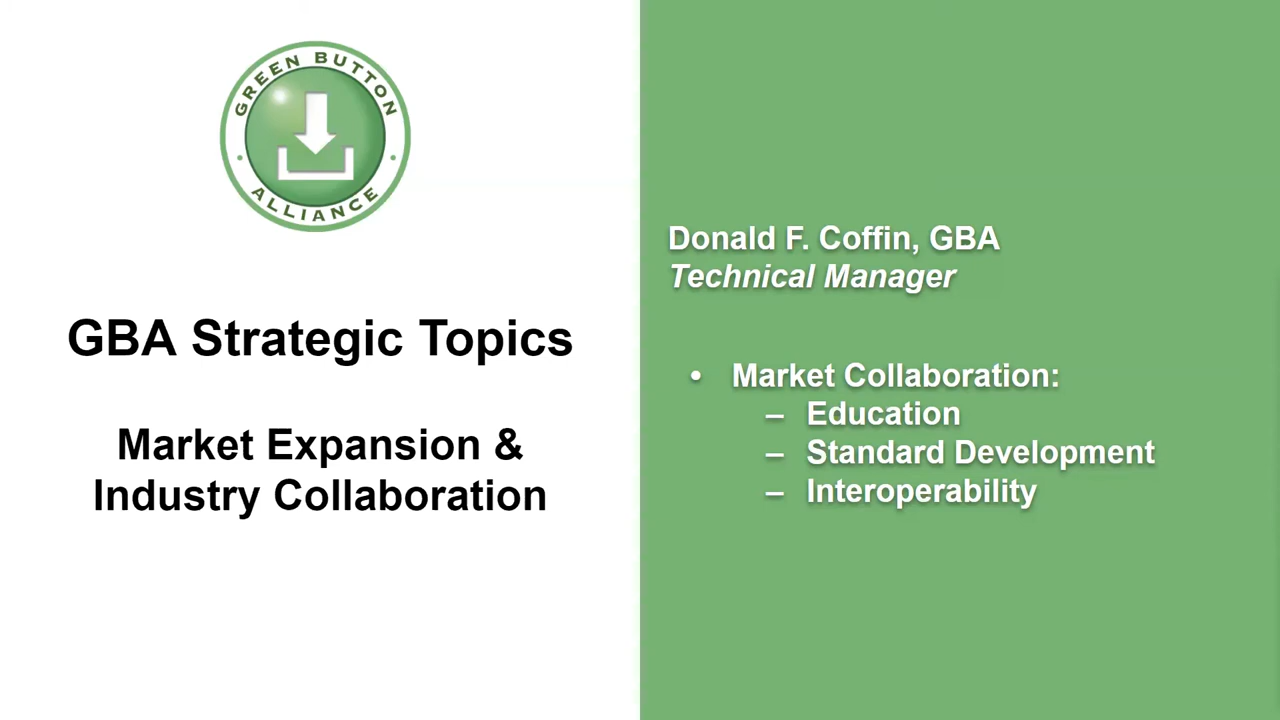 GREEN BUTTON
ALLIANCE
GBA Strategic Topics
Market Expansion &
Industry Collaboration
Donald F. Coffin, GBA
Technical Manager
• Market Collaboration:
– Education
– Standard Development
– Interoperability